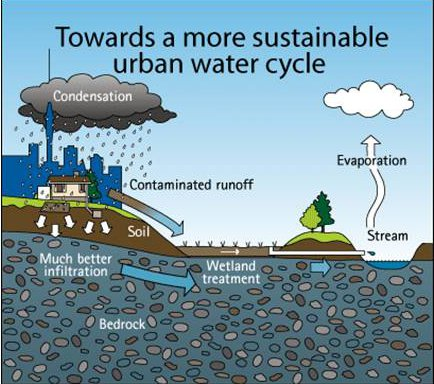 Towards a more sustainable
urban water cycle
Condensation
Evaporation
Contaminated runoff
Soil
Stream
Much better
infiltration
Wetland
treatment
Bedrock